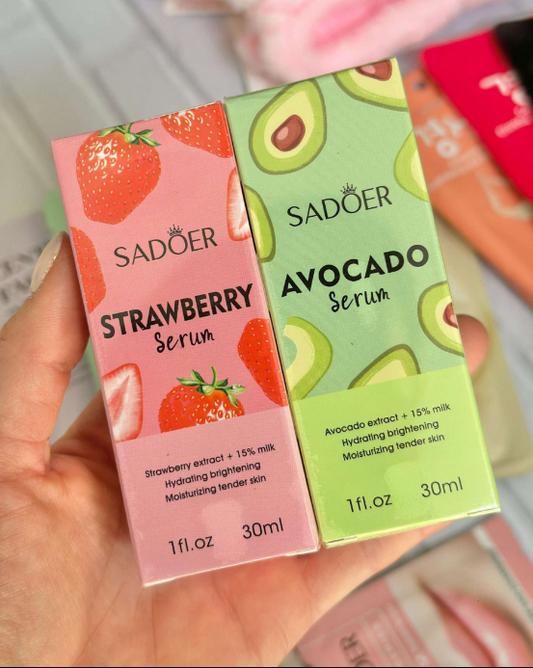 SADOER
STRAWBERRY
Serum
Strawberry extract + 15% milk
Hydrating brightening
Moisturizing tender skin
1fl.oz 30ml
SADOER
AVOCADO
Serum
Avocado extract + 15% milk
Hydrating brightening
Moisturizing tender skin
1fl.oz 30ml